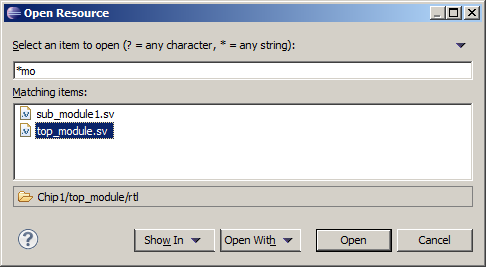 Open Resource
Select an item to open (? = any character, * = any string):
*mo
Matching items:
sub_module1.sv
top_module.sv
Chip1/top_module/rtl
?
Show In
Open With
Open
Cancel